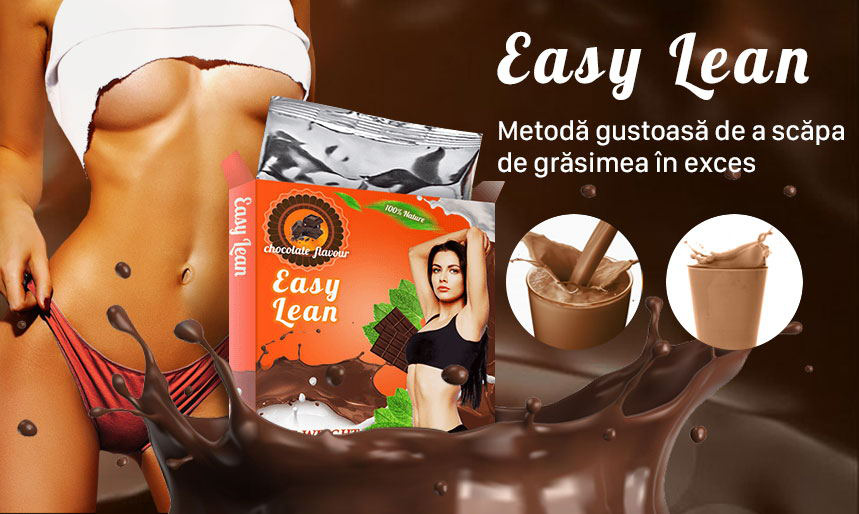 Easy Lean
Metodă gustoasă de a scăpa
de grăsimea în exces
100% Nature
chocolate flavour
Easy
Lean
Easy Lean